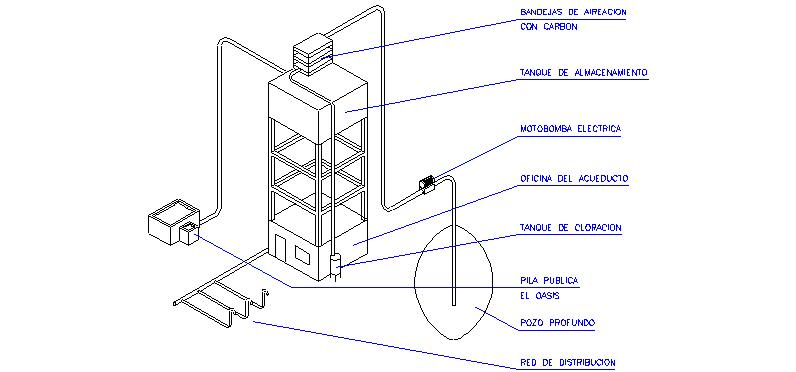 BANDEJAS DE AIREACION
CON CARBON
TANQUE DE ALMACENAMIENTO
MOTOBOMBA ELECTRICA
OFICINA DEL ACUEDUCTO
TANQUE DE CLORACION
PILA PUBLICA
EL OASIS
POZO PROFUNDO
RED DE DISTRIBUCION